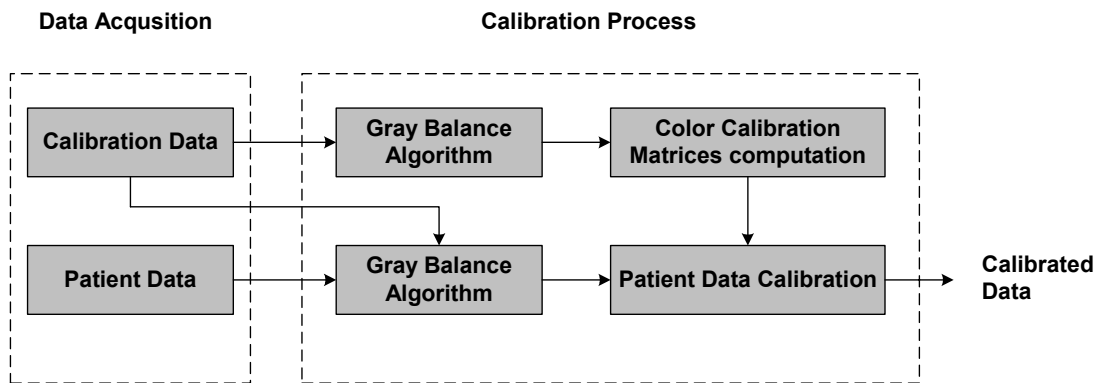 Data Acqusition
Calibration Process
Calibration Data
Gray Balance
Algorithm
Color Calibration
Matrices computation
Patient Data
Gray Balance
Algorithm
Patient Data Calibration
Calibrated
Data